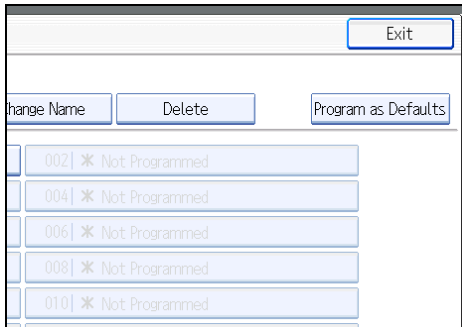 Exit
hange Name Delete Program as Defaults
002 ✱ Not Programmed
004 ✱ Not Programmed
006 ✱ Not Programmed
008 ✱ Not Programmed
010 ✱ Not Programmed